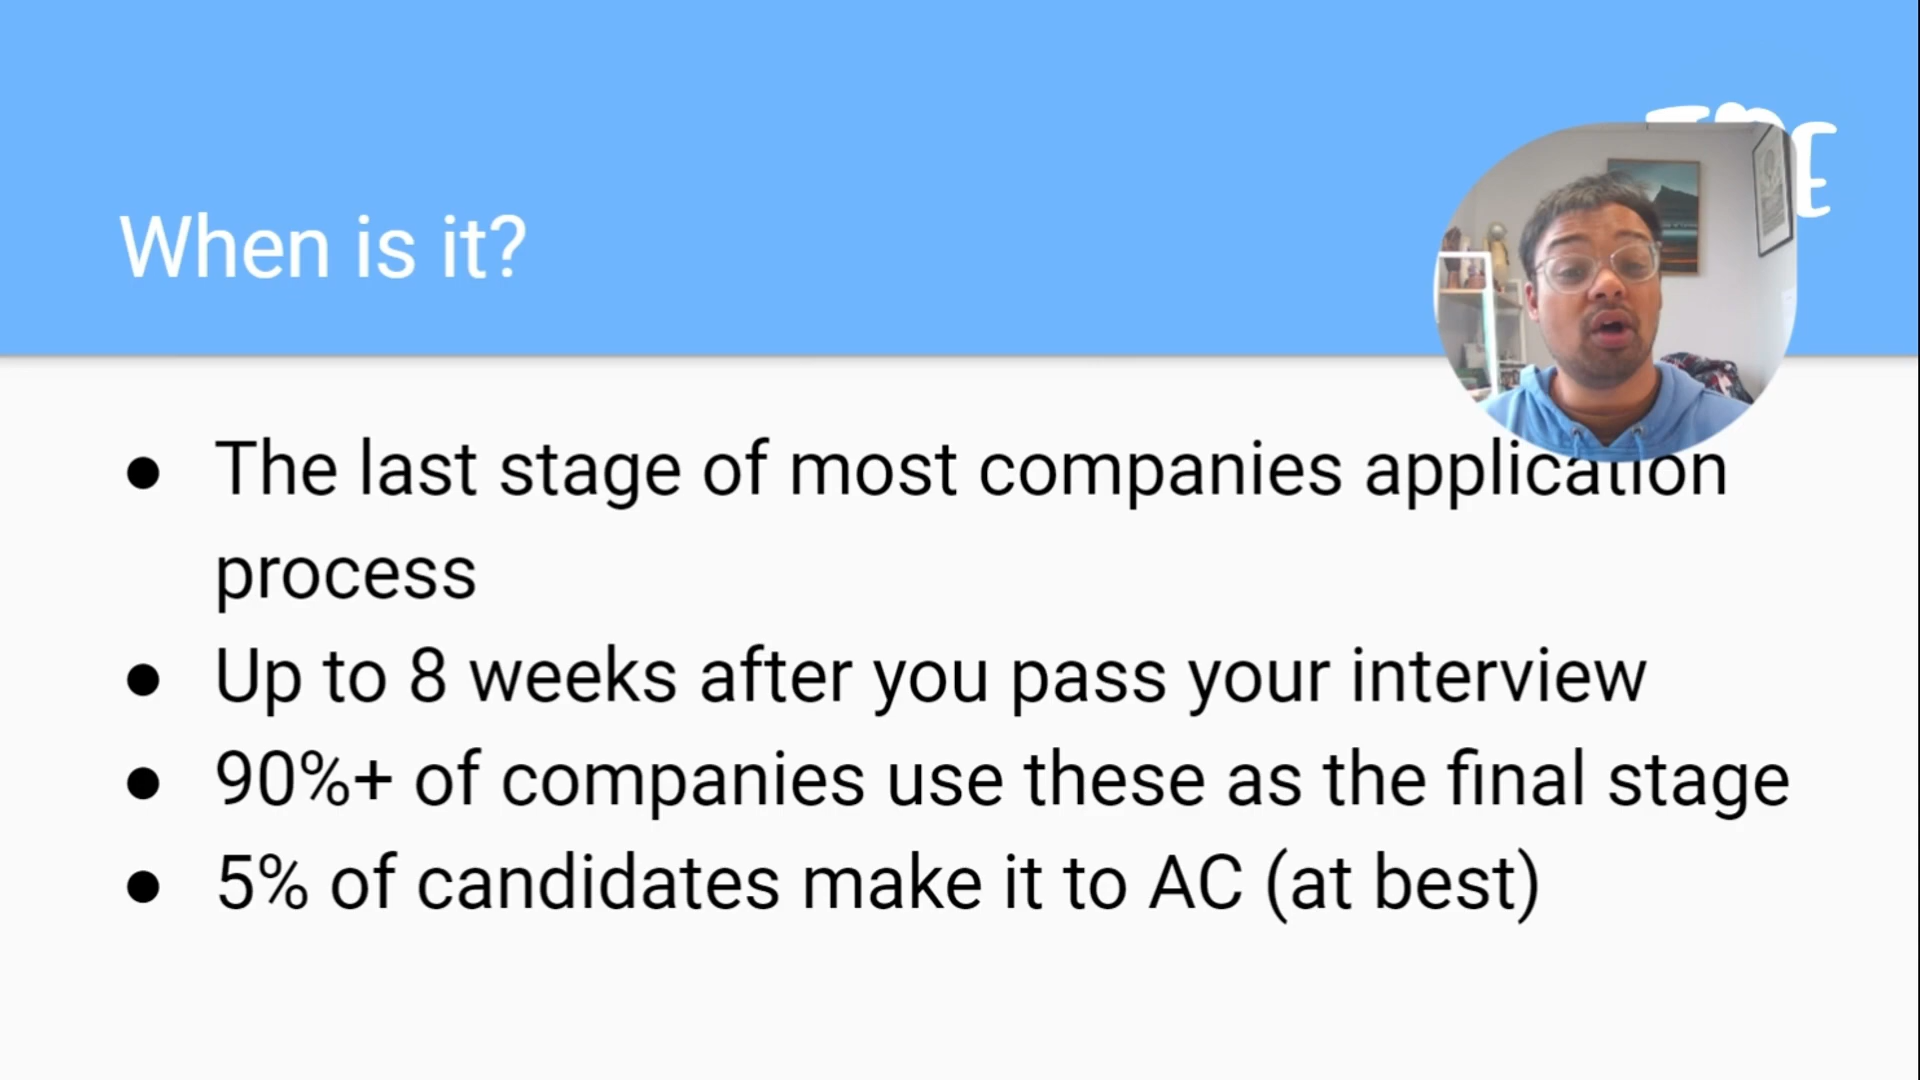 When is it?
● The last stage of most companies application
process
● Up to 8 weeks after you pass your interview
● 90%+ of companies use these as the final stage
● 5% of candidates make it to AC (at best)